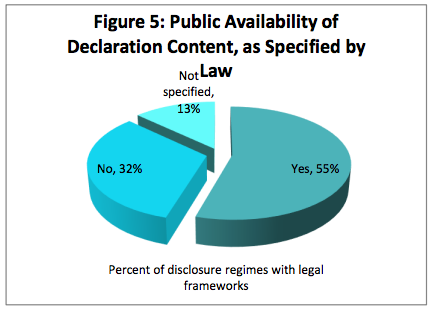 Figure 5: Public Availability of
Declaration Content, as Specified by
Law
Not
specified,
13%
No, 32%
Yes, 55%
Percent of disclosure regimes with legal
frameworks